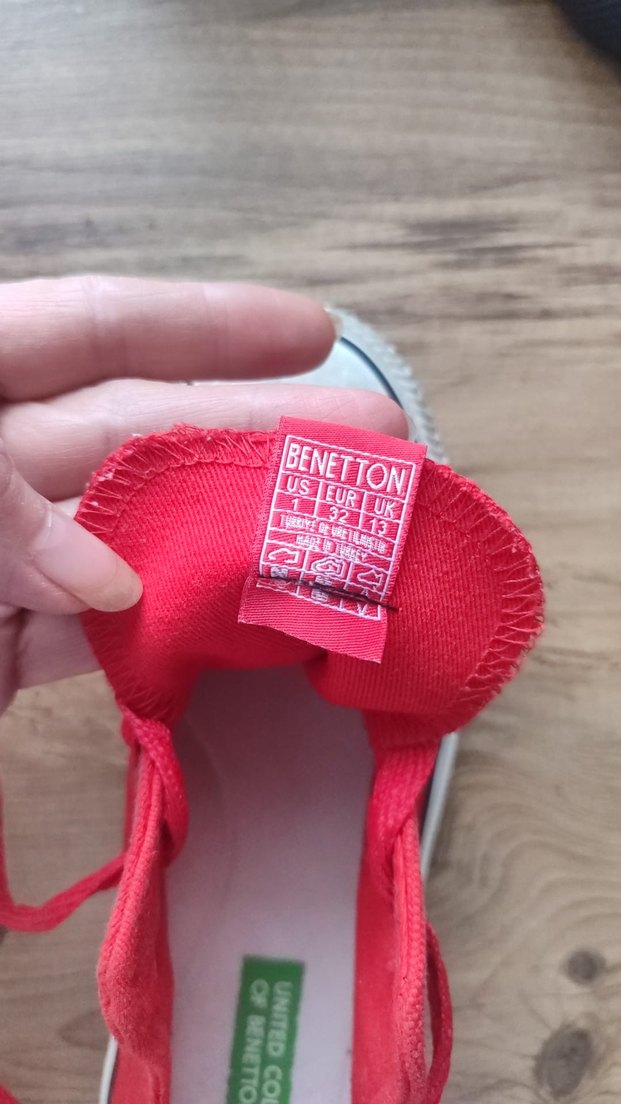 BENETTON
US EUR UK
1 32 13
TÜRKİYE'DE ÜRETİLMİŞTİR
MADE IN TURKEY
UNITED COL
OF BENETTO